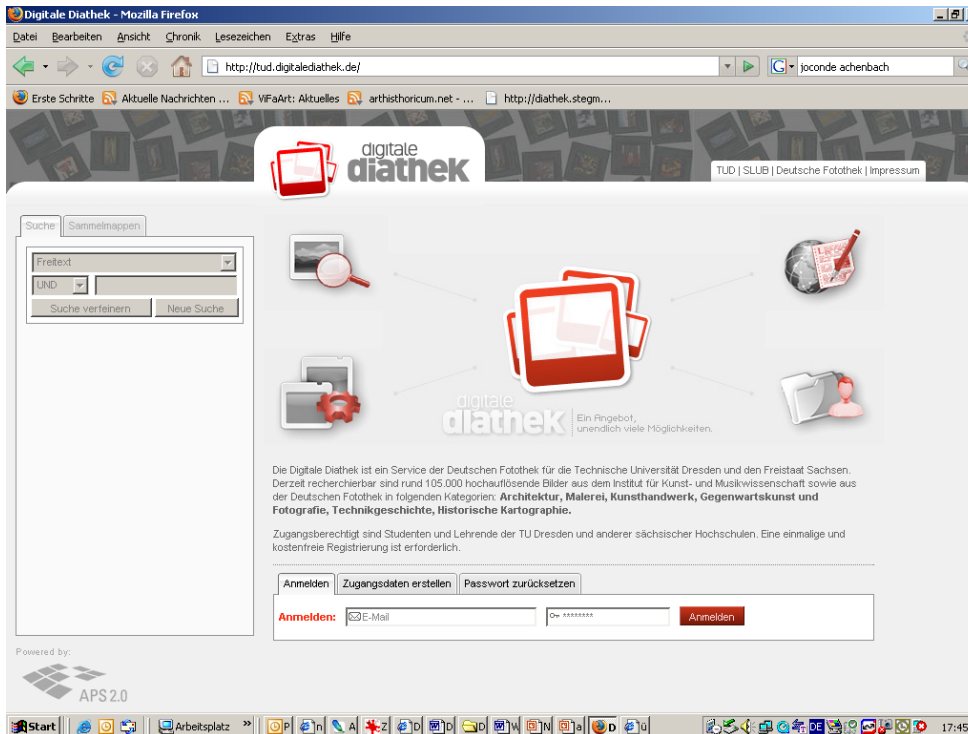 Digitale Diathek - Mozilla Firefox
Datei Bearbeiten Ansicht Chronik Lesezeichen Extras Hilfe
http://tud.digitalediathek.de/
G joconde achenbach
Erste Schritte Aktuelle Nachrichten ... ViFaArt: Aktuelles arthisthoricum.net - ... http://diathek.stegm...
digitale
diathek
TUD | SLUB | Deutsche Fotothek | Impressum
Suche Sammelmappen
Freitext
UND
Suche verfeinern Neue Suche
digitale
diathek
Ein Angebot,
unendlich viele Möglichkeiten.
Die Digitale Diathek ist ein Service der Deutschen Fotothek für die Technische Universität Dresden und den Freistaat Sachsen.
Derzeit recherchierbar sind rund 105.000 hochauflösende Bilder aus dem Institut für Kunst- und Musikwissenschaft sowie aus
der Deutschen Fotothek in folgenden Kategorien: Architektur, Malerei, Kunsthandwerk, Gegenwartskunst und
Fotografie, Technikgeschichte, Historische Kartographie.
Zugangsberechtigt sind Studenten und Lehrende der TU Dresden und anderer sächsischer Hochschulen. Eine einmalige und
kostenfreie Registrierung ist erforderlich.
Anmelden Zugangsdaten erstellen Passwort zurücksetzen
Anmelden: E-Mail ******** Anmelden
Powered by:
APS 2.0
Start Arbeitsplatz » P n A Z D D D W N a D ü DE 17:45